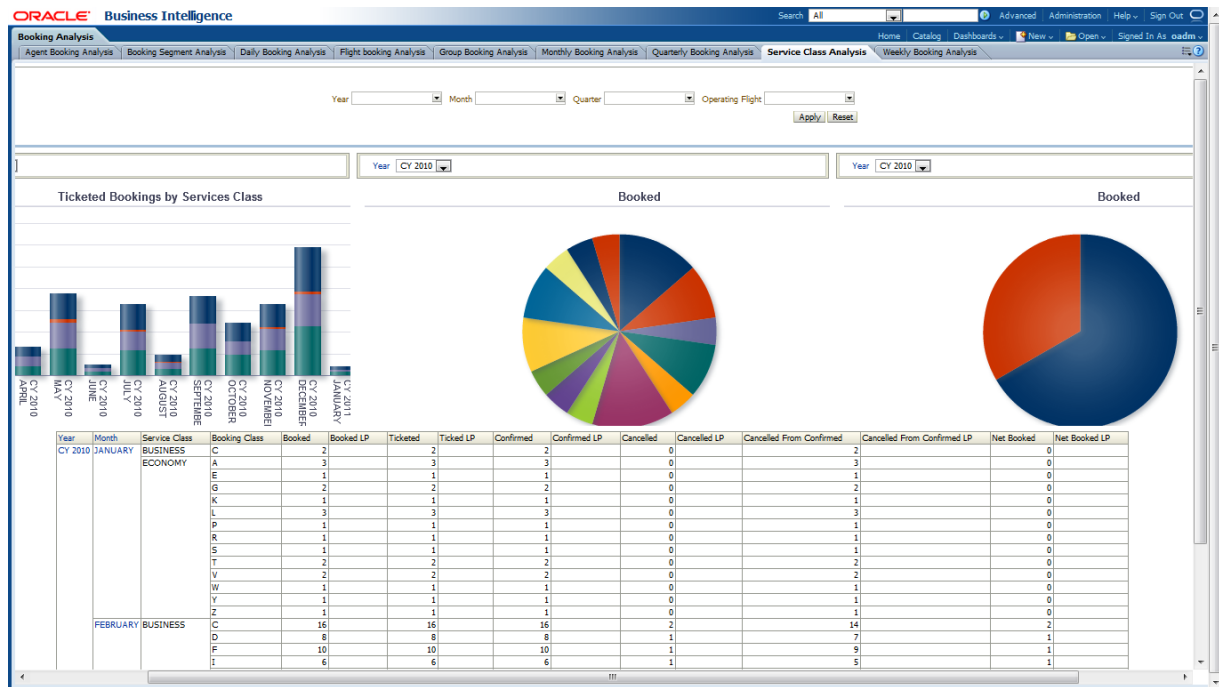 ORACLE Business Intelligence
Search All Advanced Administration Help Sign Out
Booking Analysis
Home Catalog Dashboards New Open Signed In As oadm
Agent Booking Analysis Booking Segment Analysis Daily Booking Analysis Flight booking Analysis Group Booking Analysis Monthly Booking Analysis Quarterly Booking Analysis Service Class Analysis Weekly Booking Analysis
Year Month Quarter Operating Flight
Apply Reset
Year CY 2010 Year CY 2010
Ticketed Bookings by Services Class Booked Booked
CY 2010 APRIL
CY 2010 MAY
CY 2010 JUNE
CY 2010 JULY
CY 2010 AUGUST
CY 2010 SEPTEMBE
CY 2010 OCTOBER
CY 2010 NOVEMBEI
CY 2010 DECEMBER
CY 2011 JANUARY
Year Month Service Class Booking Class Booked Booked LP Ticketed Ticked LP Confirmed Confirmed LP Cancelled Cancelled LP Cancelled From Confirmed Cancelled From Confirmed LP Net Booked Net Booked LP
CY 2010 JANUARY BUSINESS C 2 2 2 0 2 0
ECONOMY A 3 3 3 0 3 0
E 1 1 1 0 1 0
G 2 2 2 0 2 0
K 1 1 1 0 1 0
L 3 3 3 0 3 0
P 1 1 1 0 1 0
R 1 1 1 0 1 0
S 1 1 1 0 1 0
T 2 2 2 0 2 0
V 2 2 2 0 2 0
W 1 1 1 0 1 0
Y 1 1 1 0 1 0
Z 1 1 1 0 1 0
FEBRUARY BUSINESS C 16 16 16 2 14 2
D 8 8 8 1 7 1
F 10 10 10 1 9 1
I 6 6 6 1 5 1